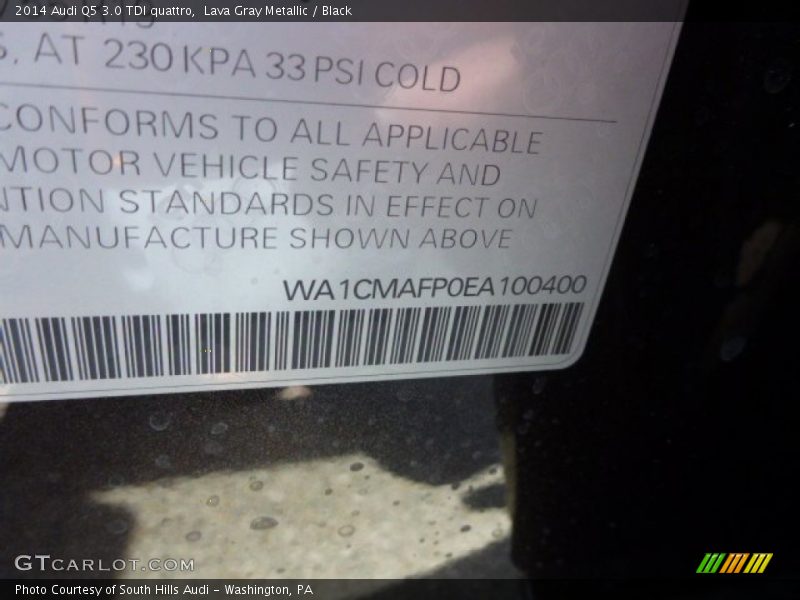 2014 Audi Q5 3.0 TDI quattro, Lava Gray Metallic / Black
AT 230 KPA 33 PSI COLD
CONFORMS TO ALL APPLICABLE
MOTOR VEHICLE SAFETY AND
NTION STANDARDS IN EFFECT ON
MANUFACTURE SHOWN ABOVE
WA1CMAFP0EA100400
GTCARLOT.COM
Photo Courtesy of South Hills Audi - Washington, PA